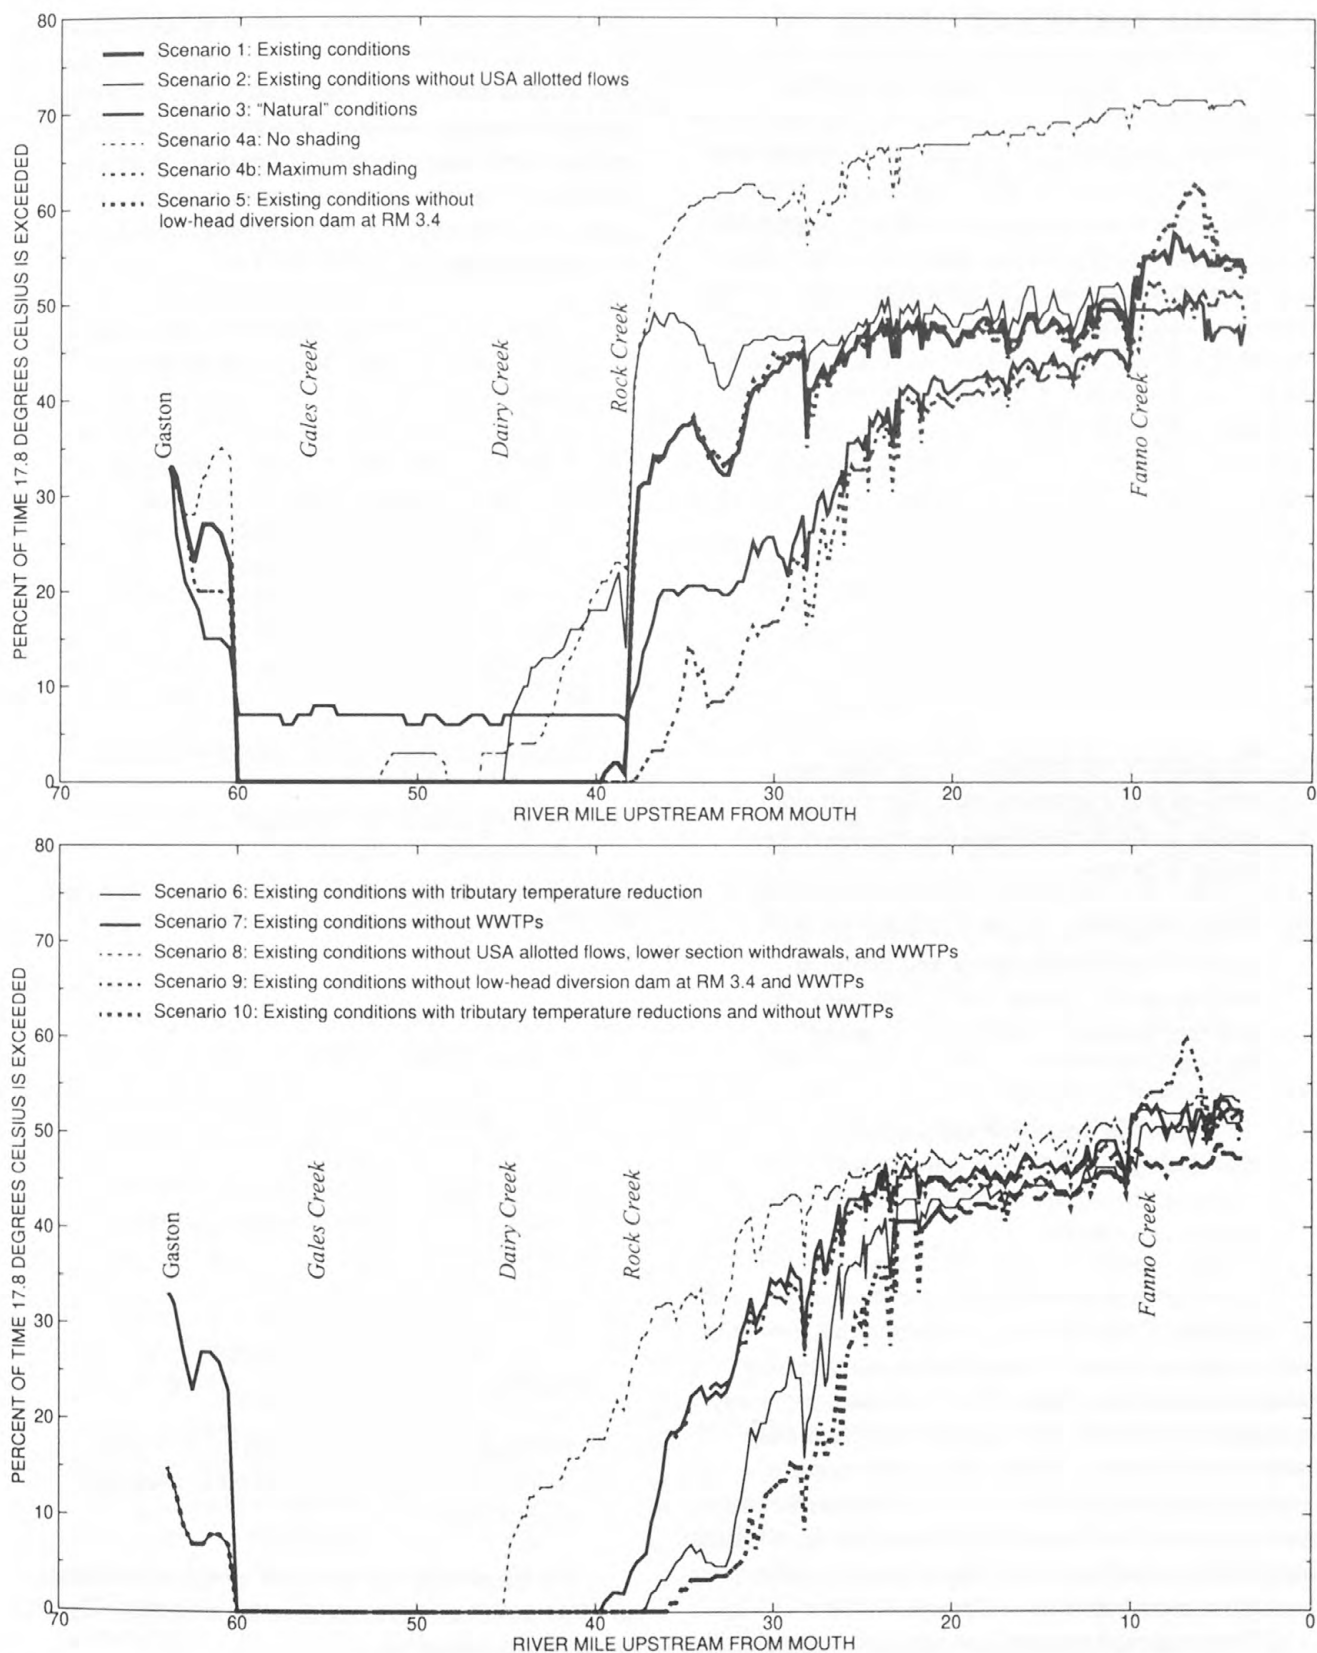 80
70
60
50
40
30
20
10
0
PERCENT OF TIME 17.8 DEGREES CELSIUS IS EXCEEDED
Scenario 1: Existing conditions
Scenario 2: Existing conditions without USA allotted flows
Scenario 3: "Natural" conditions
Scenario 4a: No shading
Scenario 4b: Maximum shading
Scenario 5: Existing conditions without
low-head diversion dam at RM 3.4
Gaston
Gales Creek
Dairy Creek
Rock Creek
Fanno Creek
70
60
50
40
30
20
10
0
RIVER MILE UPSTREAM FROM MOUTH
80
70
60
50
40
30
20
10
0
PERCENT OF TIME 17.8 DEGREES CELSIUS IS EXCEEDED
Scenario 6: Existing conditions with tributary temperature reduction
Scenario 7: Existing conditions without WWTPs
Scenario 8: Existing conditions without USA allotted flows, lower section withdrawals, and WWTPs
Scenario 9: Existing conditions without low-head diversion dam at RM 3.4 and WWTPs
Scenario 10: Existing conditions with tributary temperature reductions and without WWTPs
Gaston
Gales Creek
Dairy Creek
Rock Creek
Fanno Creek
70
60
50
40
30
20
10
0
RIVER MILE UPSTREAM FROM MOUTH